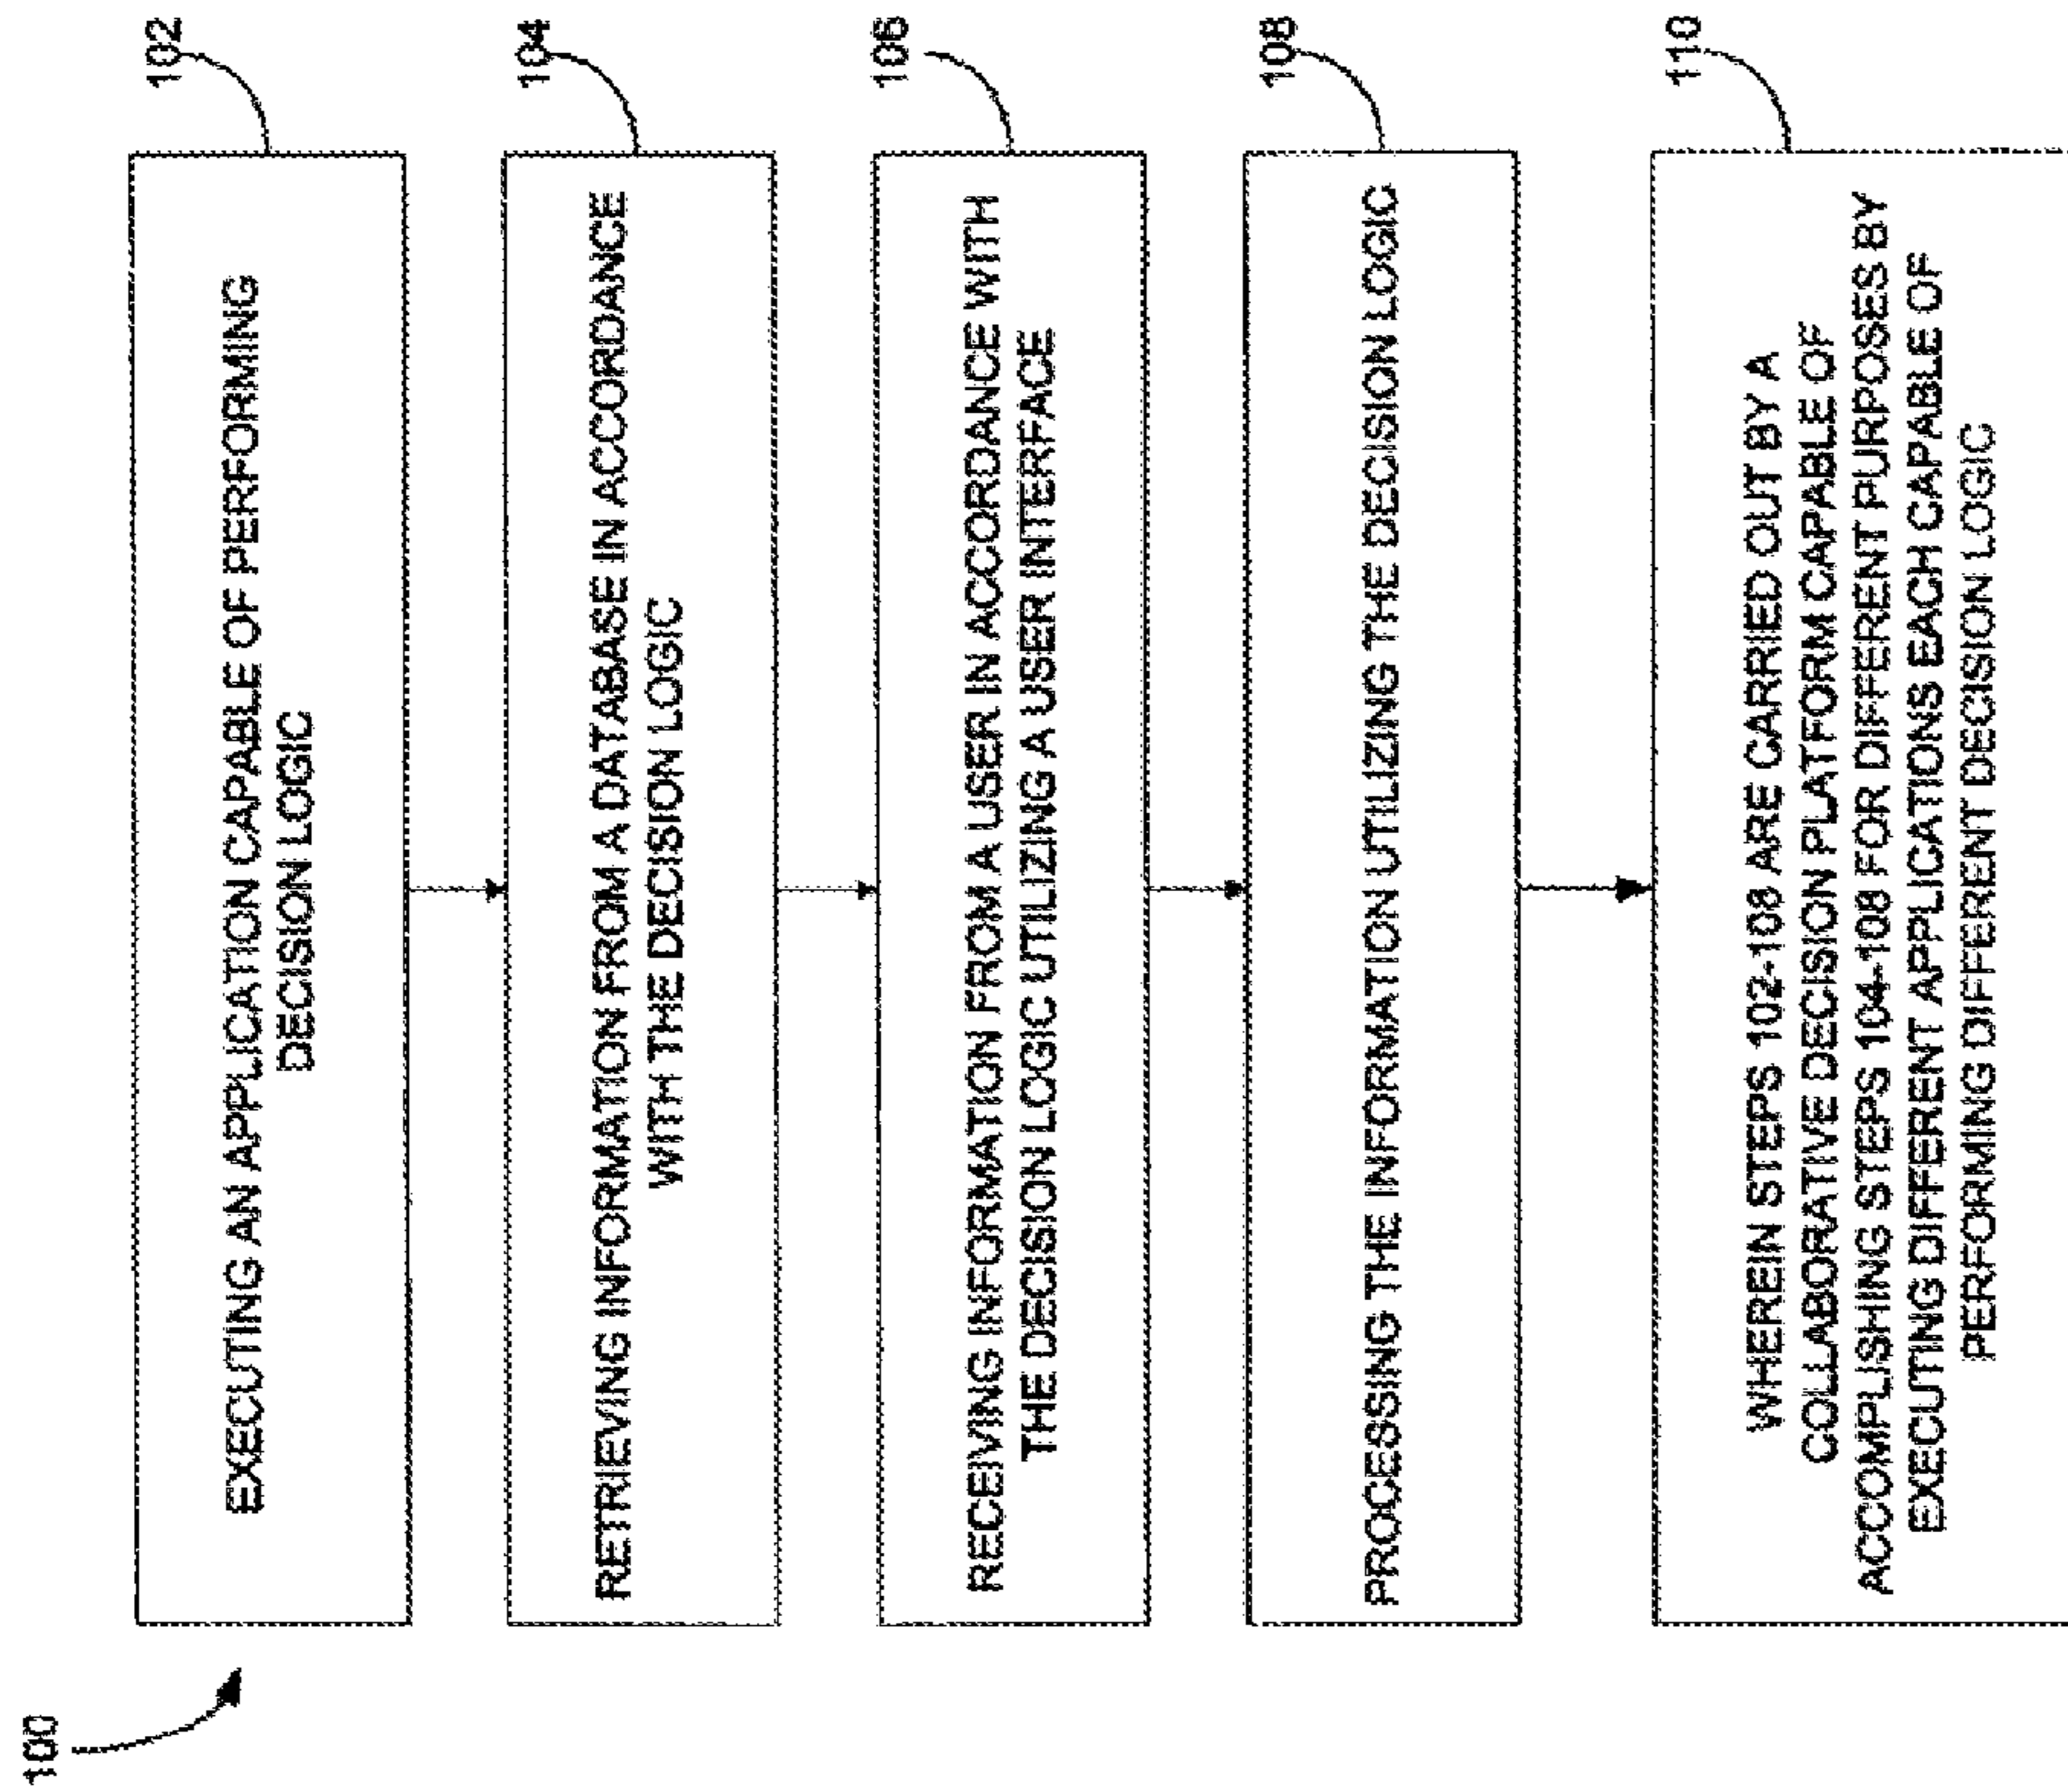 100
102
EXECUTING AN APPLICATION CAPABLE OF PERFORMING
DECISION LOGIC
104
RETRIEVING INFORMATION FROM A DATABASE IN ACCORDANCE
WITH THE DECISION LOGIC
106
RECEIVING INFORMATION FROM A USER IN ACCORDANCE WITH
THE DECISION LOGIC UTILIZING A USER INTERFACE
108
PROCESSING THE INFORMATION UTILIZING THE DECISION LOGIC
110
WHEREIN STEPS 102-108 ARE CARRIED OUT BY A
COLLABORATIVE DECISION PLATFORM CAPABLE OF
ACCOMPLISHING STEPS 104-108 FOR DIFFERENT PURPOSES BY
EXECUTING DIFFERENT APPLICATIONS EACH CAPABLE OF
PERFORMING DIFFERENT DECISION LOGIC